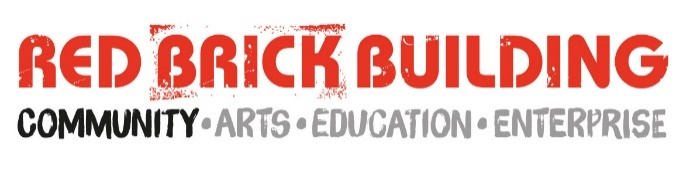 RED BRICK BUILDING
COMMUNITY • ARTS • EDUCATION • ENTERPRISE